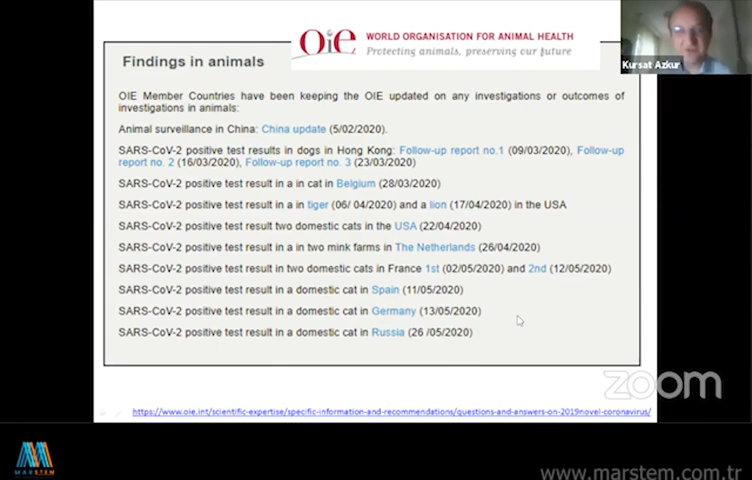 OiE WORLD ORGANISATION FOR ANIMAL HEALTH
Protecting animals, preserving our future
Kursat Azkur
Findings in animals
OIE Member Countries have been keeping the OIE updated on any investigations or outcomes of
investigations in animals:
Animal surveillance in China: China update (5/02/2020).
SARS-CoV-2 positive test results in dogs in Hong Kong: Follow-up report no.1 (09/03/2020), Follow-up
report no. 2 (16/03/2020), Follow-up report no. 3 (23/03/2020)
SARS-CoV-2 positive test result in a in cat in Belgium (28/03/2020)
SARS-CoV-2 positive test result in a in tiger (06/ 04/2020) and a lion (17/04/2020) in the USA
SARS-CoV-2 positive test result two domestic cats in the USA (22/04/2020)
SARS-CoV-2 positive test result in a in two mink farms in The Netherlands (26/04/2020)
SARS-CoV-2 positive test result in two domestic cats in France 1st (02/05/2020) and 2nd (12/05/2020)
SARS-CoV-2 positive test result in a domestic cat in Spain (11/05/2020)
SARS-CoV-2 positive test result in a domestic cat in Germany (13/05/2020)
SARS-CoV-2 positive test result in a domestic cat in Russia (26 /05/2020)
zoom
https://www.oie.int/scientific-expertise/specific-information-and-recommendations/questions-and-answers-on-2019novel-coronavirus/
MARSTEM
www.marstem.com.tr